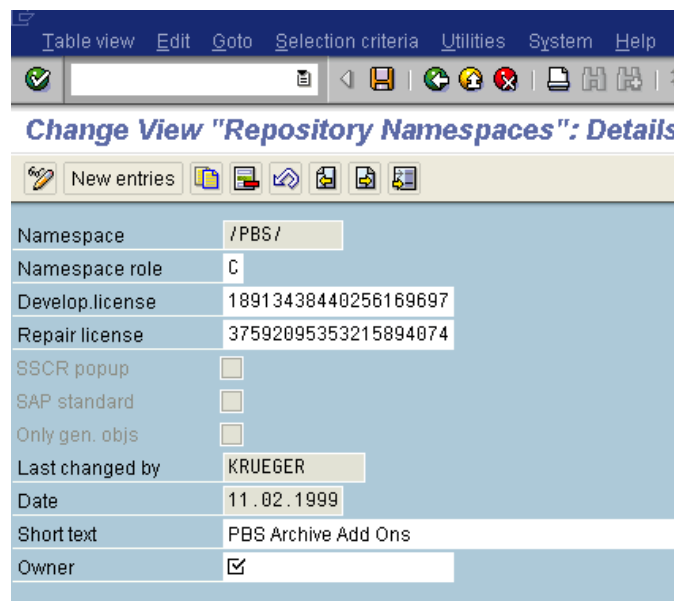 Table view Edit Goto Selection criteria Utilities System Help
Change View "Repository Namespaces": Details
New entries
Namespace /PBS/
Namespace role C
Develop.license 18913438440256169697
Repair license 37592095353215894074
SSCR popup
SAP standard
Only gen. objs
Last changed by KRUEGER
Date 11.02.1999
Short text PBS Archive Add Ons
Owner